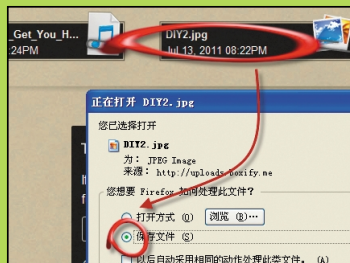 _Get_You_H...
:24PM
DIY2.jpg
Jul 13, 2011 08:22PM
正在打开 DIY2.jpg
您已选择打开
DIY2.jpg
为: JPEG Image
来源: http://uploads.boxify.me
您想要 Firefox 如何处理此文件？
打开方式 (O) 浏览 (B)...
保存文件 (S)
以后自动采用相同的动作处理此类文件。 (A)